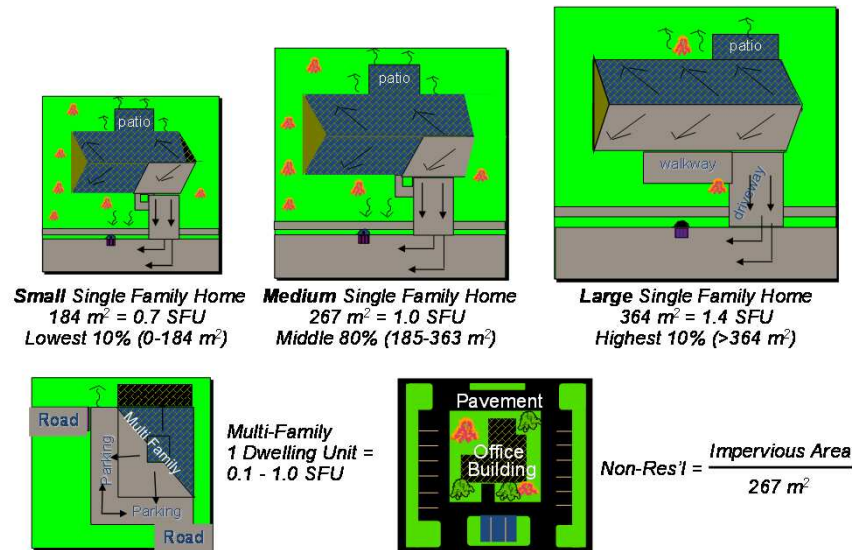 patio
patio
patio
walkway
driveway
Small Single Family Home
184 m² = 0.7 SFU
Lowest 10% (0-184 m²)
Medium Single Family Home
267 m² = 1.0 SFU
Middle 80% (185-363 m²)
Large Single Family Home
364 m² = 1.4 SFU
Highest 10% (>364 m²)
Road
Parking
Multi Family
Parking
Road
Multi-Family
1 Dwelling Unit =
0.1 - 1.0 SFU
Pavement
Office
Building
Non-Res'l = Impervious Area
267 m²